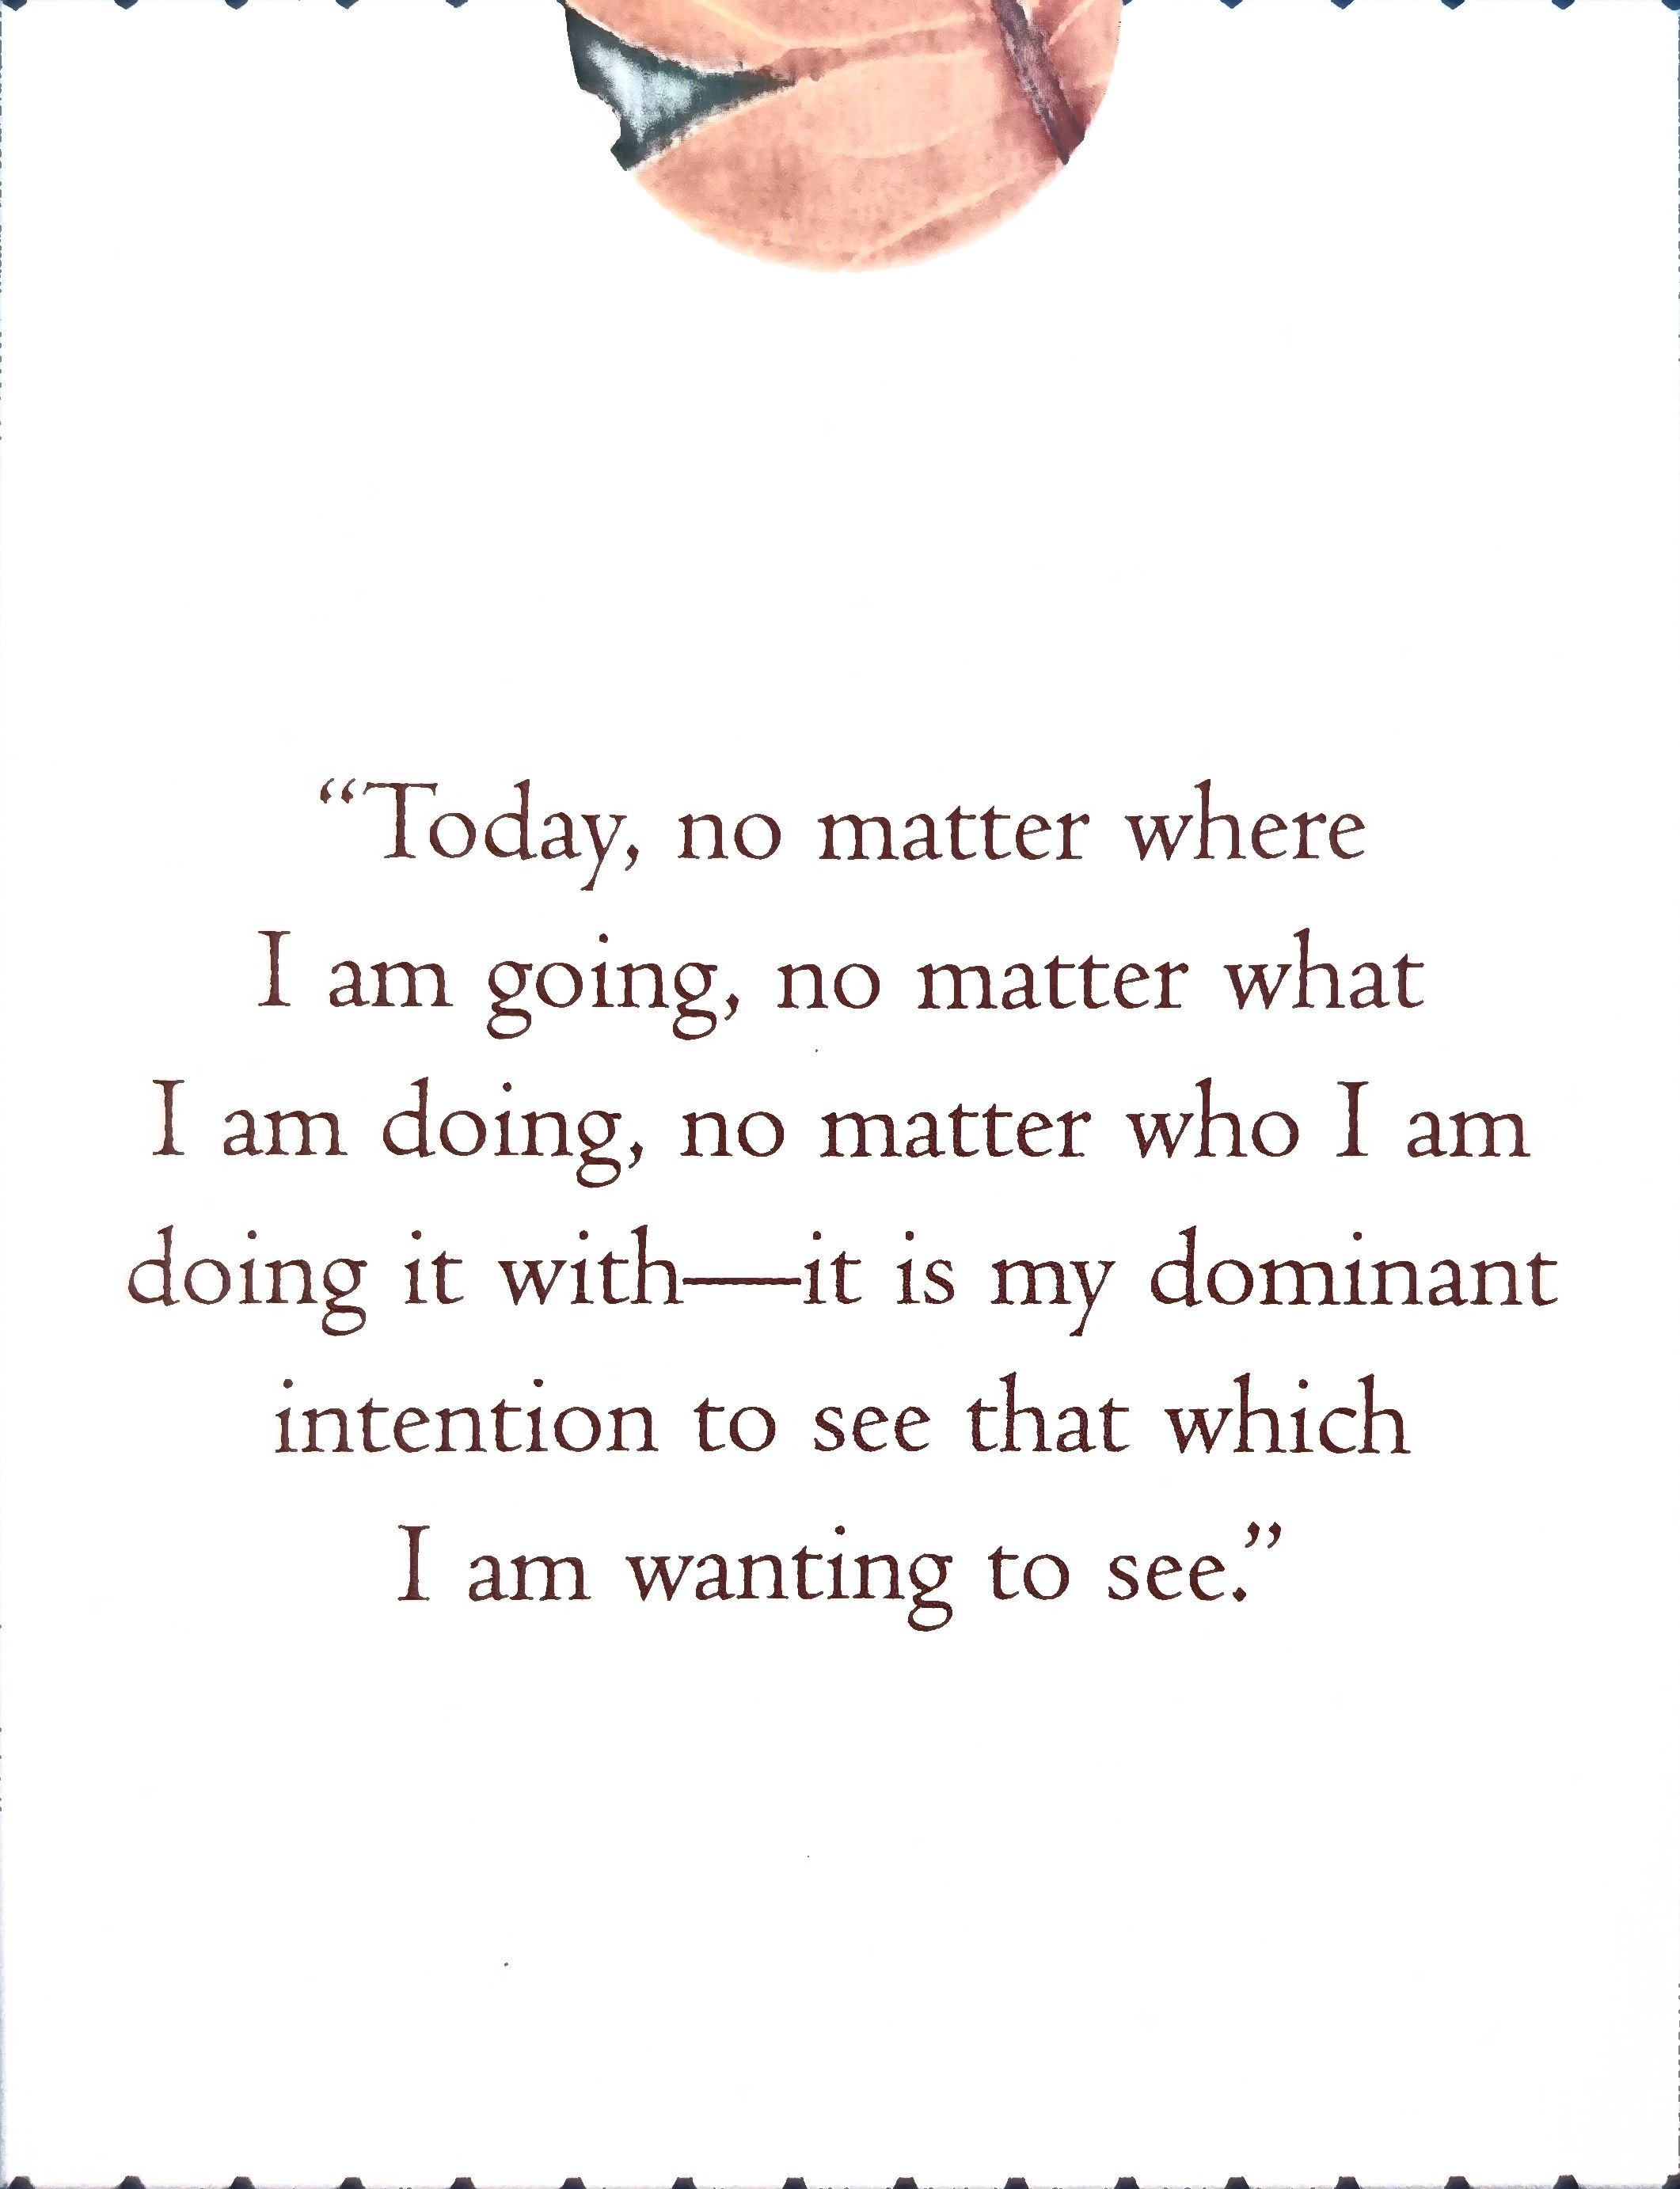 “Today, no matter where
I am going, no matter what
I am doing, no matter who I am
doing it with—it is my dominant
intention to see that which
I am wanting to see.”